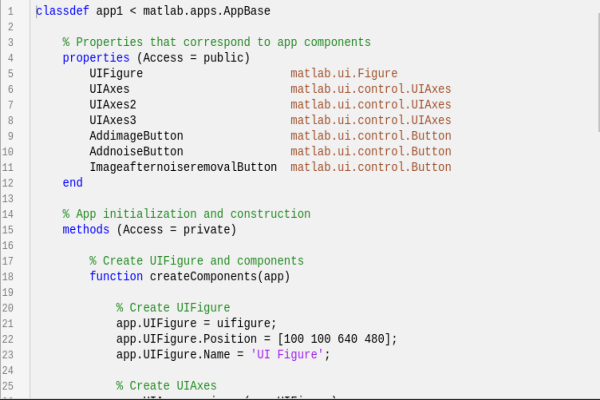 1 classdef app1 < matlab.apps.AppBase
2
3 % Properties that correspond to app components
4 properties (Access = public)
5 UIFigure matlab.ui.Figure
6 UIAxes matlab.ui.control.UIAxes
7 UIAxes2 matlab.ui.control.UIAxes
8 UIAxes3 matlab.ui.control.UIAxes
9 AddimageButton matlab.ui.control.Button
10 AddnoiseButton matlab.ui.control.Button
11 ImageafternoiseremovalButton matlab.ui.control.Button
12 end
13
14 % App initialization and construction
15 methods (Access = private)
16
17 % Create UIFigure and components
18 function createComponents(app)
19
20 % Create UIFigure
21 app.UIFigure = uifigure;
22 app.UIFigure.Position = [100 100 640 480];
23 app.UIFigure.Name = 'UI Figure';
24
25 % Create UIAxes